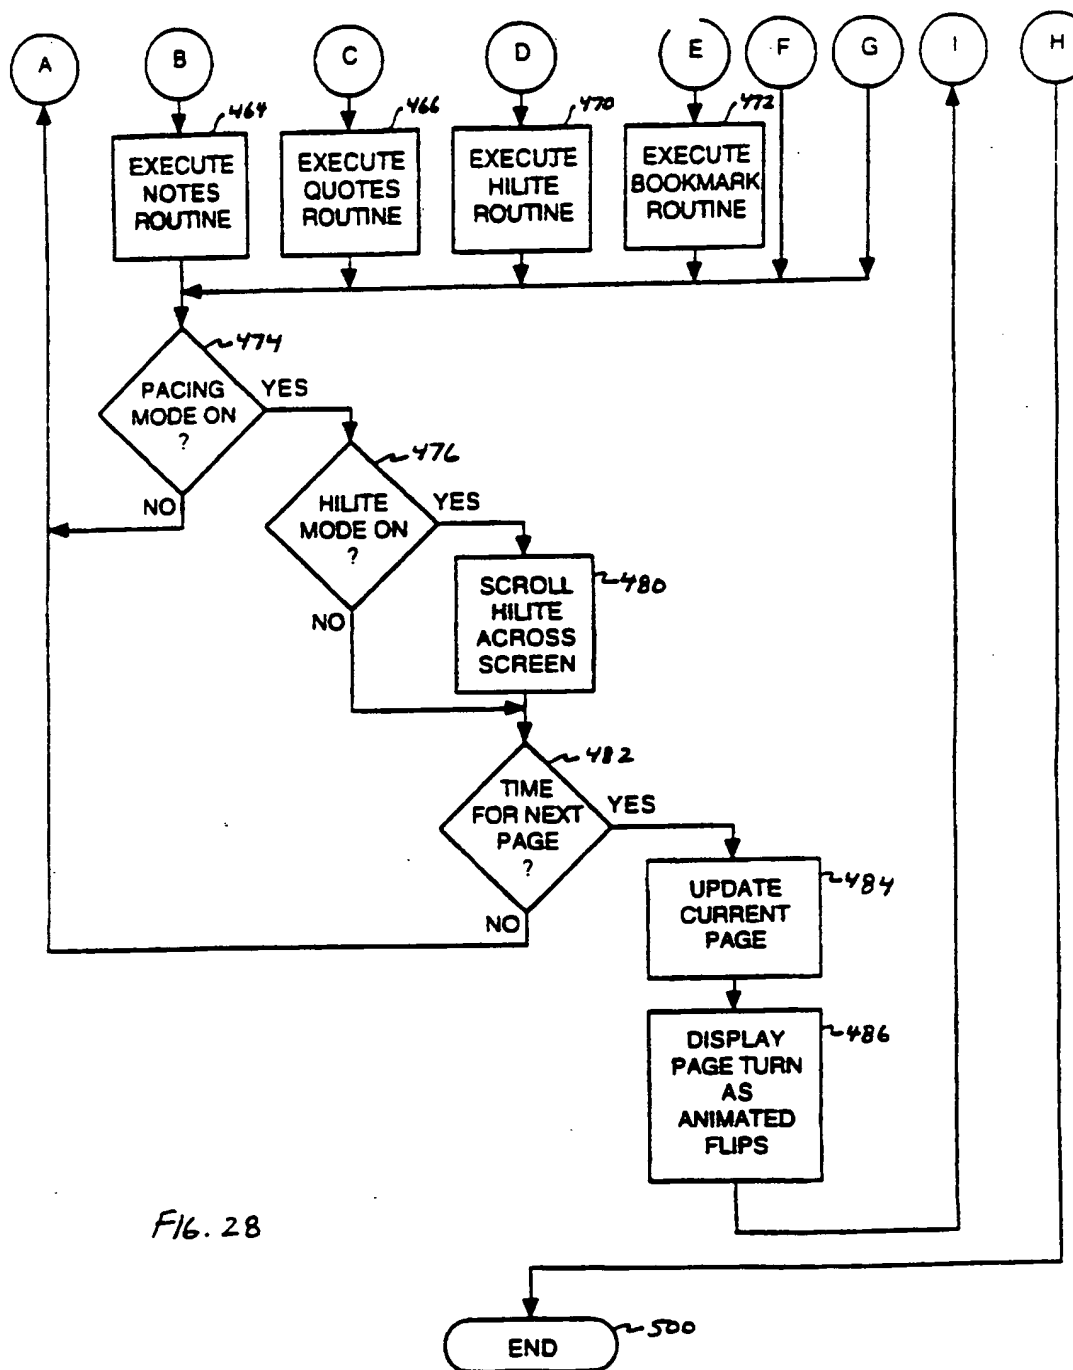 A
B
C
D
E
F
G
I
H
464
466
470
472
EXECUTE
NOTES
ROUTINE
EXECUTE
QUOTES
ROUTINE
EXECUTE
HILITE
ROUTINE
EXECUTE
BOOKMARK
ROUTINE
474
PACING
MODE ON
?
YES
NO
476
HILITE
MODE ON
?
YES
NO
480
SCROLL
HILITE
ACROSS
SCREEN
482
TIME
FOR NEXT
PAGE
?
YES
NO
484
UPDATE
CURRENT
PAGE
486
DISPLAY
PAGE TURN
AS
ANIMATED
FLIPS
FIG. 28
END
500